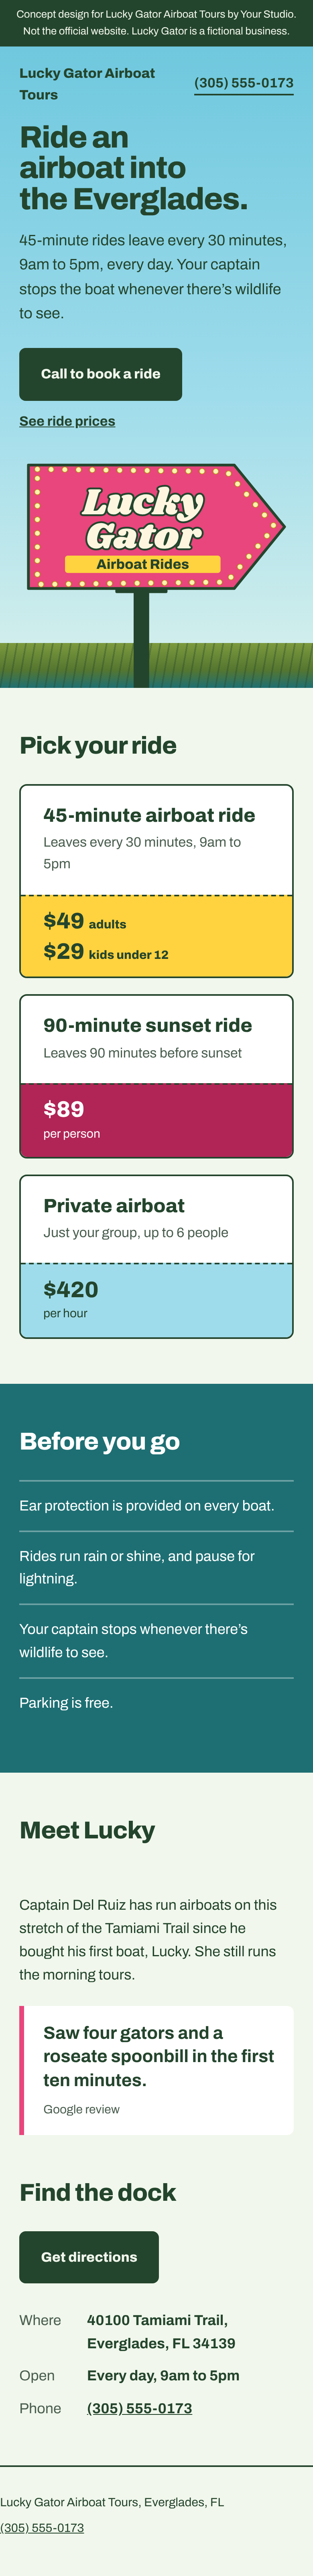 Concept design for Lucky Gator Airboat Tours by Your Studio.
Not the official website. Lucky Gator is a fictional business.
Lucky Gator Airboat
Tours
(305) 555-0173
Ride an
airboat into
the Everglades.
45-minute rides leave every 30 minutes,
9am to 5pm, every day. Your captain
stops the boat whenever there’s wildlife
to see.
Call to book a ride
See ride prices
Lucky
Gator
Airboat Rides
Pick your ride
45-minute airboat ride
Leaves every 30 minutes, 9am to
5pm
$49 adults
$29 kids under 12
90-minute sunset ride
Leaves 90 minutes before sunset
$89
per person
Private airboat
Just your group, up to 6 people
$420
per hour
Before you go
Ear protection is provided on every boat.
Rides run rain or shine, and pause for
lightning.
Your captain stops whenever there’s
wildlife to see.
Parking is free.
Meet Lucky
Captain Del Ruiz has run airboats on this
stretch of the Tamiami Trail since he
bought his first boat, Lucky. She still runs
the morning tours.
Saw four gators and a
roseate spoonbill in the first
ten minutes.
Google review
Find the dock
Get directions
Where 40100 Tamiami Trail,
Everglades, FL 34139
Open Every day, 9am to 5pm
Phone (305) 555-0173
Lucky Gator Airboat Tours, Everglades, FL
(305) 555-0173